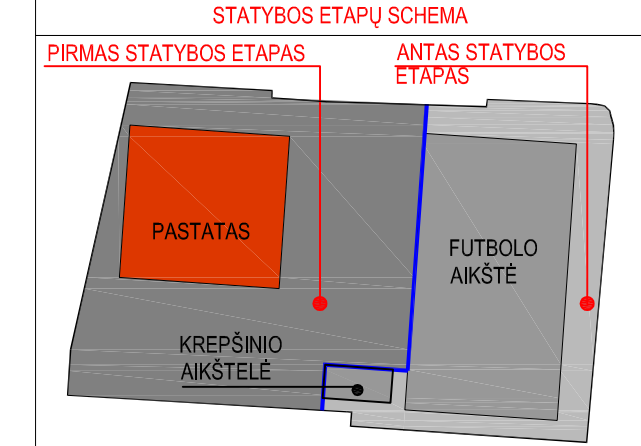 STATYBOS ETAPŲ SCHEMA
PIRMAS STATYBOS ETAPAS
ANTAS STATYBOS
ETAPAS
PASTATAS
FUTBOLO
AIKŠTĖ
KREPŠINIO
AIKŠTELĖ